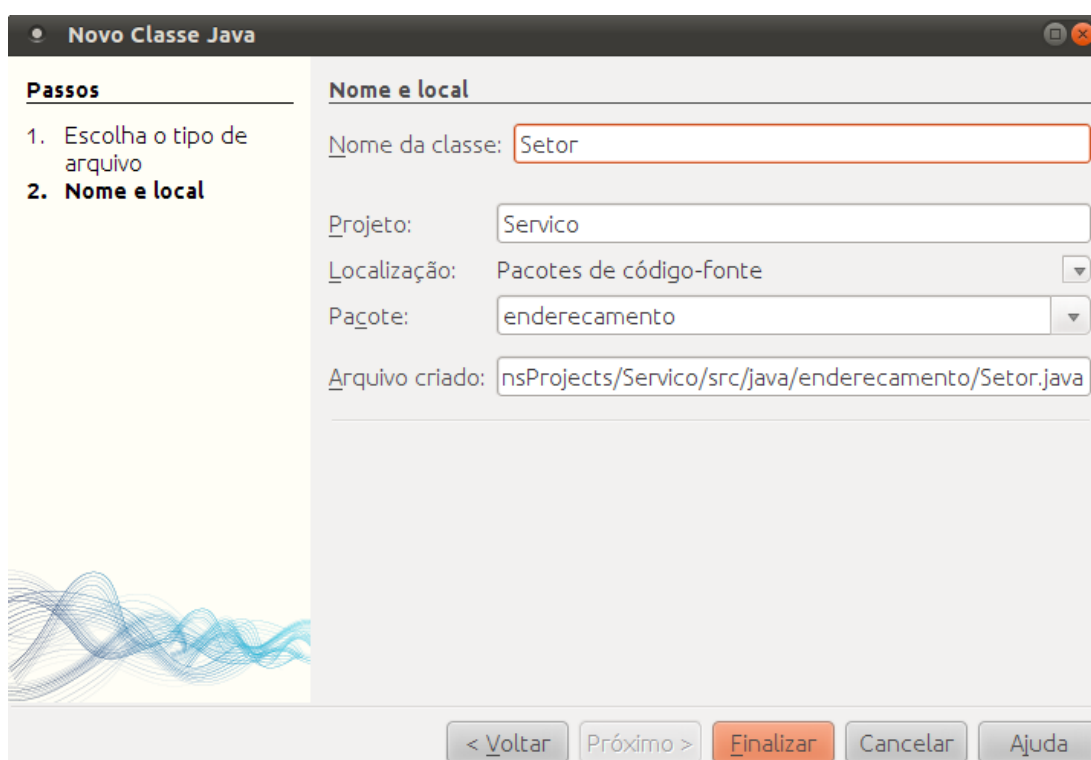 Novo Classe Java
Passos
1. Escolha o tipo de
arquivo
2. Nome e local
Nome e local
Nome da classe: Setor
Projeto: Servico
Localização: Pacotes de código-fonte
Pacote: enderecamento
Arquivo criado: nsProjects/Servico/src/java/enderecamento/Setor.java
< Voltar Próximo > Finalizar Cancelar Ajuda